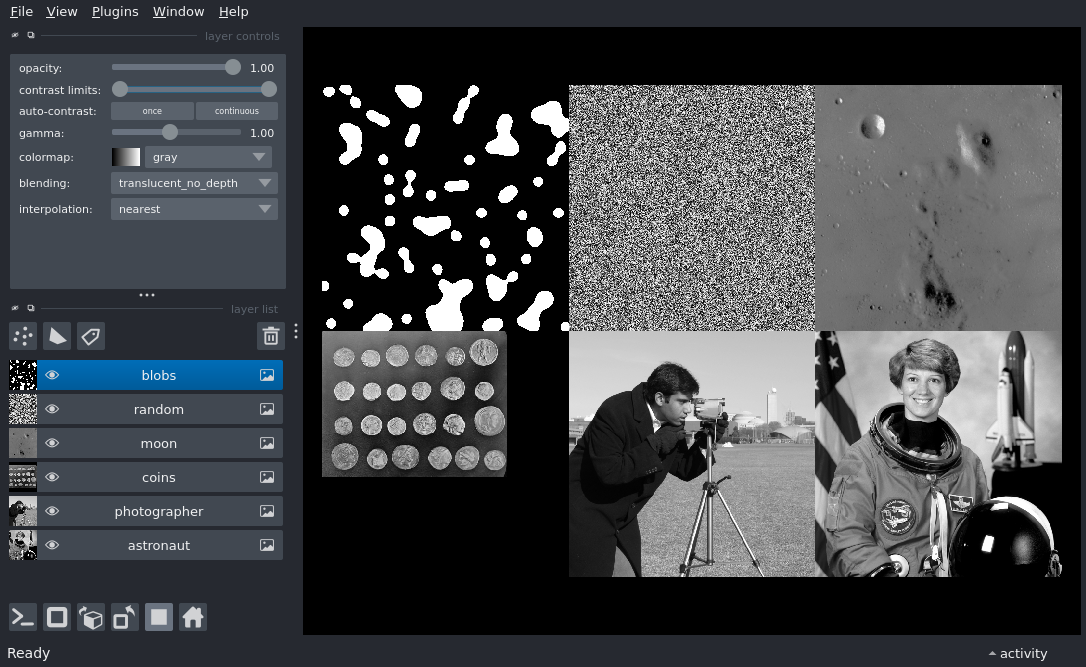 File View Plugins Window Help
layer controls
opacity: 1.00
contrast limits:
auto-contrast: once continuous
gamma: 1.00
colormap: gray
blending: translucent_no_depth
interpolation: nearest
layer list
blobs
random
moon
coins
photographer
astronaut
Ready
activity